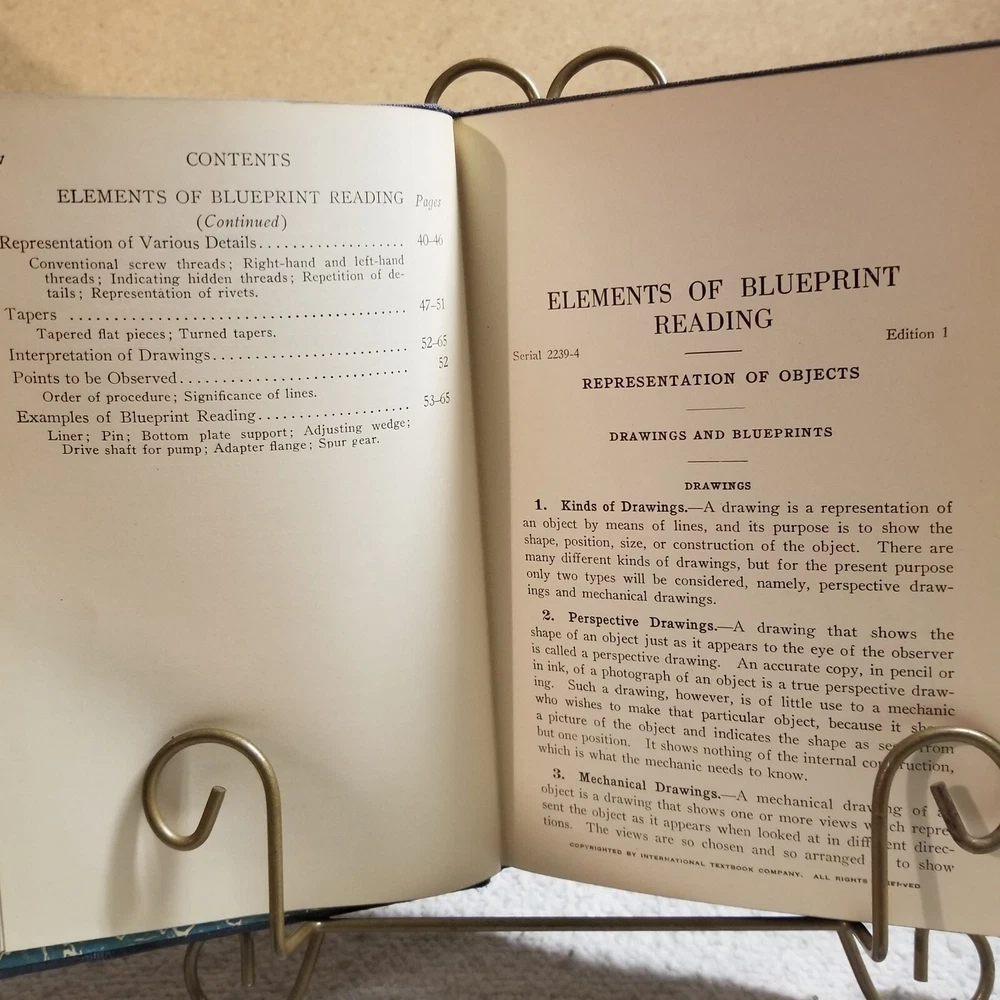 CONTENTS
ELEMENTS OF BLUEPRINT READING
(Continued)
Pages
Representation of Various Details................... 40–46
Conventional screw threads; Right-hand and left-hand
threads; Indicating hidden threads; Repetition of de-
tails; Representation of rivets.
Tapers ............................................. 47–51
Tapered flat pieces; Turned tapers.
Interpretation of Drawings.......................... 52–65
Points to be Observed............................... 52
Order of procedure; Significance of lines.
Examples of Blueprint Reading....................... 53–65
Liner; Pin; Bottom plate support; Adjusting wedge;
Drive shaft for pump; Adapter flange; Spur gear.
ELEMENTS OF BLUEPRINT
READING
Serial 2239-4
Edition 1
REPRESENTATION OF OBJECTS
DRAWINGS AND BLUEPRINTS
DRAWINGS
1. Kinds of Drawings.—A drawing is a representation of
an object by means of lines, and its purpose is to show the
shape, position, size, or construction of the object. There are
many different kinds of drawings, but for the present purpose
only two types will be considered, namely, perspective draw-
ings and mechanical drawings.
2. Perspective Drawings.—A drawing that shows the
shape of an object just as it appears to the eye of the observer
is called a perspective drawing. An accurate copy, in pencil or
in ink, of a photograph of an object is a true perspective draw-
ing. Such a drawing, however, is of little use to a mechanic
who wishes to make that particular object, because it
a picture of the object and indicates the shape as from
but one position. It shows nothing of the internal construction,
which is what the mechanic needs to know.
3. Mechanical Drawings.—A mechanical drawing of
object is a drawing that shows one or more views which repre-
sent the object as it appears when looked at in different direc-
tions. The views are so chosen and so arranged to show
COPYRIGHTED BY INTERNATIONAL TEXTBOOK COMPANY. ALL RIGHTS RESERVED